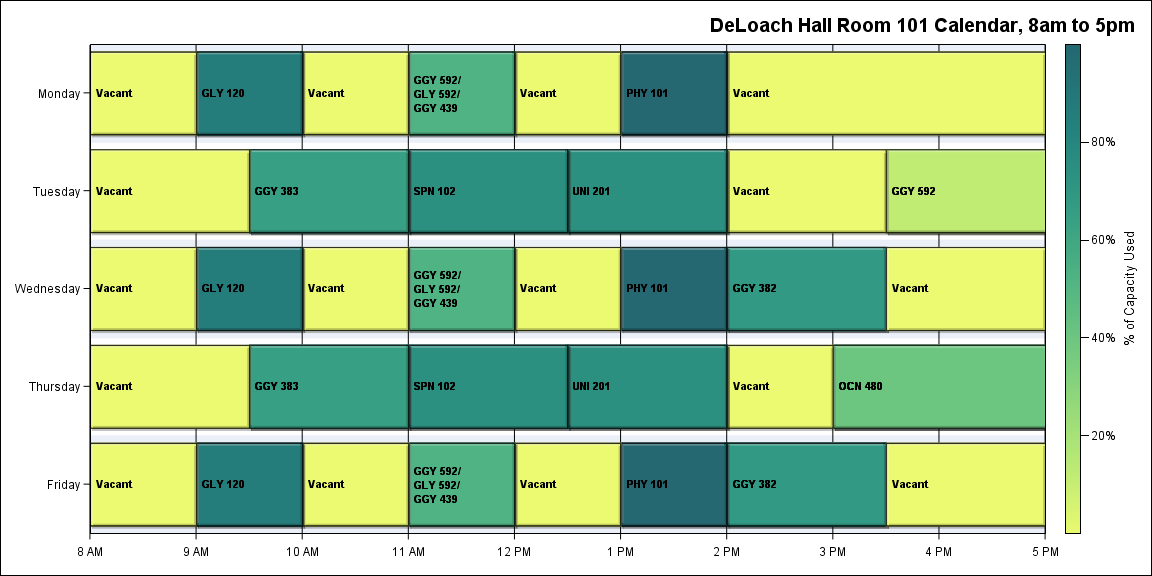 DeLoach Hall Room 101 Calendar, 8am to 5pm
Monday
Vacant
GLY 120
Vacant
GGY 592/
GLY 592/
GGY 439
Vacant
PHY 101
Vacant
Tuesday
Vacant
GGY 383
SPN 102
UNI 201
Vacant
GGY 592
Wednesday
Vacant
GLY 120
Vacant
GGY 592/
GLY 592/
GGY 439
Vacant
PHY 101
GGY 382
Vacant
Thursday
Vacant
GGY 383
SPN 102
UNI 201
Vacant
OCN 480
Friday
Vacant
GLY 120
Vacant
GGY 592/
GLY 592/
GGY 439
Vacant
PHY 101
GGY 382
Vacant
8 AM
9 AM
10 AM
11 AM
12 PM
1 PM
2 PM
3 PM
4 PM
5 PM
80%
60%
40%
20%
% of Capacity Used